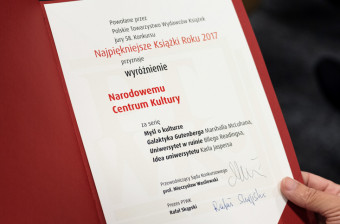 Powołane przez
Polskie Towarzystwo Wydawców Książek
Jury 58. Konkursu
Najpiękniejsze Książki Roku 2017
przyznaje
wyróżnienie
Narodowemu
Centrum Kultury
za serię
Myśl o kulturze
Galaktyka Gutenberga Marshalla McLuhana,
Uniwersytet w ruinie Billego Readingsa,
Idea uniwersytetu Karla Jaspersa
Przewodniczący Sądu Konkursowego
prof. Mieczysław Wasilewski
Prezes PTWK
Rafał Skąpski
Rafał Skąpski